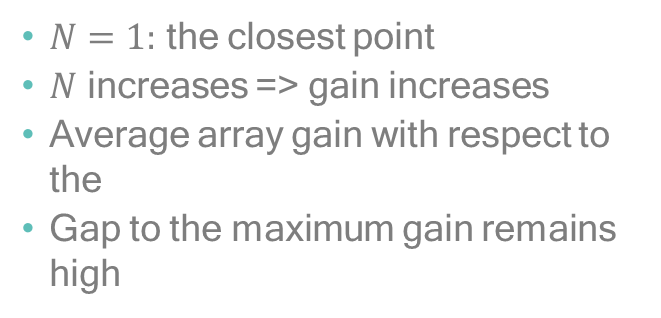 • N = 1: the closest point
• N increases => gain increases
• Average array gain with respect to
the
• Gap to the maximum gain remains
high